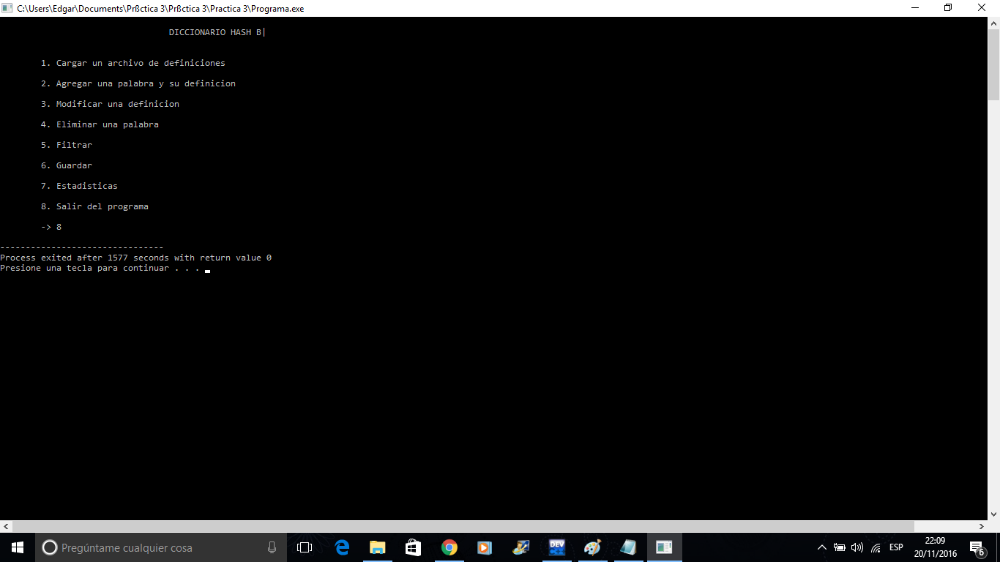 C:\Users\Edgar\Documents\Prßctica 3\Prßctica 3\Practica 3\Programa.exe
DICCIONARIO HASH B|
1. Cargar un archivo de definiciones
2. Agregar una palabra y su definicion
3. Modificar una definicion
4. Eliminar una palabra
5. Filtrar
6. Guardar
7. Estadisticas
8. Salir del programa
-> 8
--------------------------------
Process exited after 1577 seconds with return value 0
Presione una tecla para continuar . . .
Pregúntame cualquier cosa
DEV
ESP
22:09
20/11/2016
6